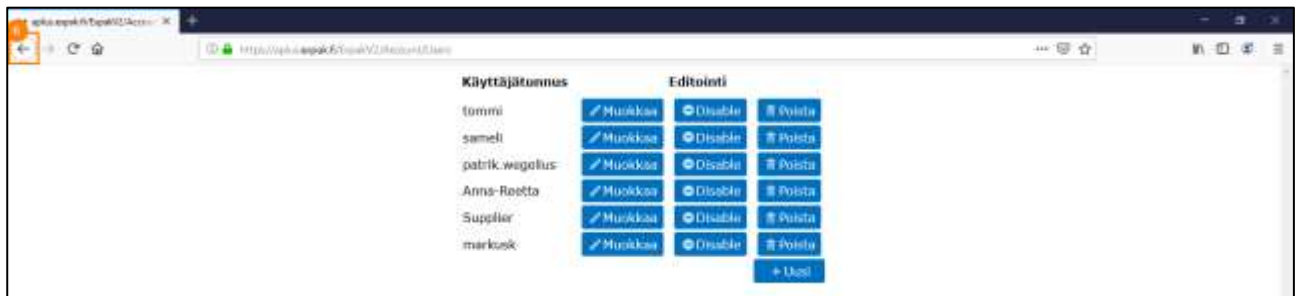 Käyttäjätunnus Editointi
tommi Muokkaa Disable Poista
sameli Muokkaa Disable Poista
patrik.wegelius Muokkaa Disable Poista
Anna-Reetta Muokkaa Disable Poista
Supplier Muokkaa Disable Poista
markusk Muokkaa Disable Poista
+ Uusi